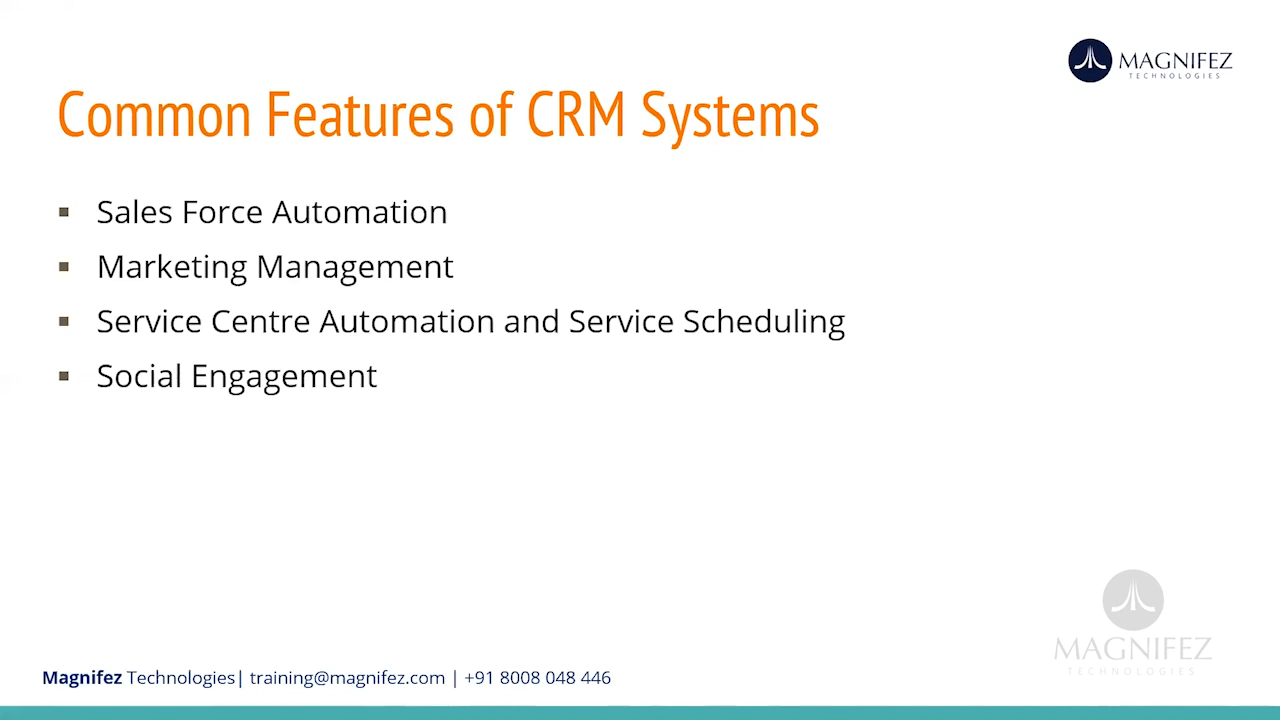 MAGNIFEZ
TECHNOLOGIES
Common Features of CRM Systems
▪ Sales Force Automation
▪ Marketing Management
▪ Service Centre Automation and Service Scheduling
▪ Social Engagement
MAGNIFEZ
TECHNOLOGIES
Magnifez Technologies| training@magnifez.com | +91 8008 048 446